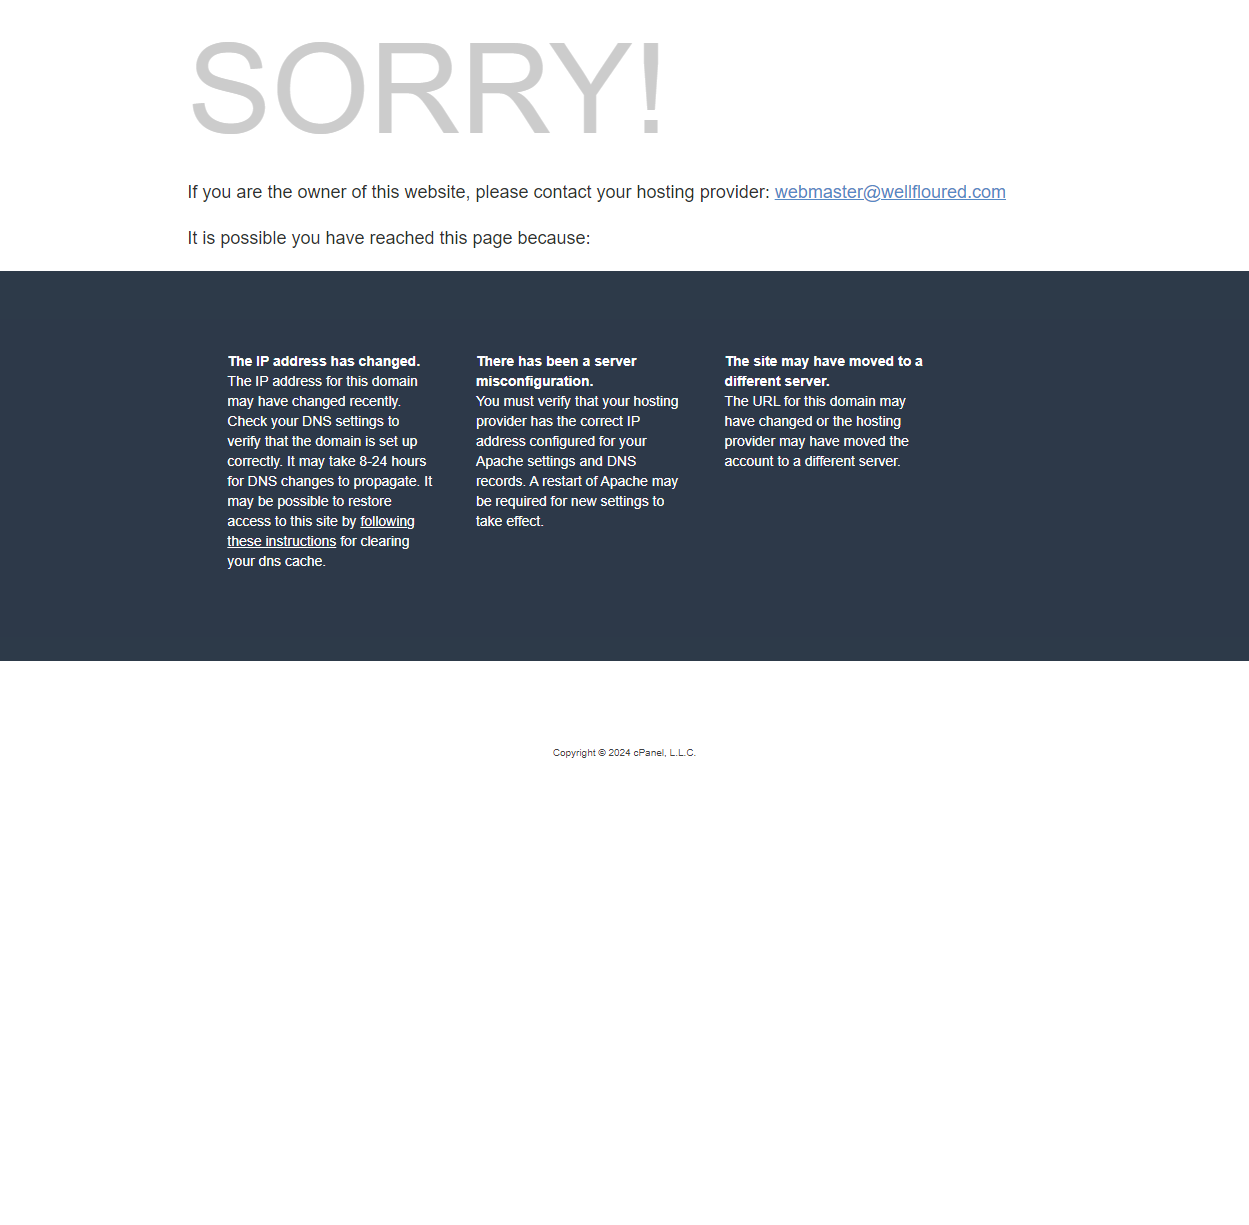 SORRY!
If you are the owner of this website, please contact your hosting provider: webmaster@wellfloured.com
It is possible you have reached this page because:
The IP address has changed.
The IP address for this domain
may have changed recently.
Check your DNS settings to
verify that the domain is set up
correctly. It may take 8-24 hours
for DNS changes to propagate. It
may be possible to restore
access to this site by following
these instructions for clearing
your dns cache.
There has been a server
misconfiguration.
You must verify that your hosting
provider has the correct IP
address configured for your
Apache settings and DNS
records. A restart of Apache may
be required for new settings to
take effect.
The site may have moved to a
different server.
The URL for this domain may
have changed or the hosting
provider may have moved the
account to a different server.
Copyright © 2024 cPanel, L.L.C.